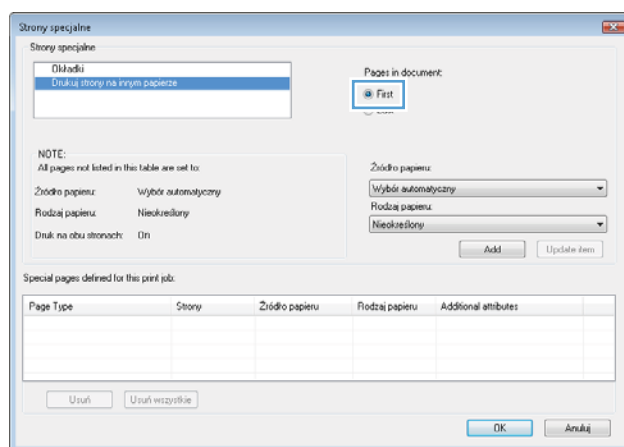 Strony specjalne
Strony specjalne
Okładki
Drukuj strony na innym papierze
Pages in document:
First
NOTE:
All pages not listed in this table are set to:
Źródło papieru: Wybór automatyczny
Rodzaj papieru: Nieokreślony
Druk na obu stronach: On
Źródło papieru:
Wybór automatyczny
Rodzaj papieru:
Nieokreślony
Add Update item
Special pages defined for this print job:
Page Type Strony Źródło papieru Rodzaj papieru Additional attributes
Usuń Usuń wszystkie
OK Anuluj